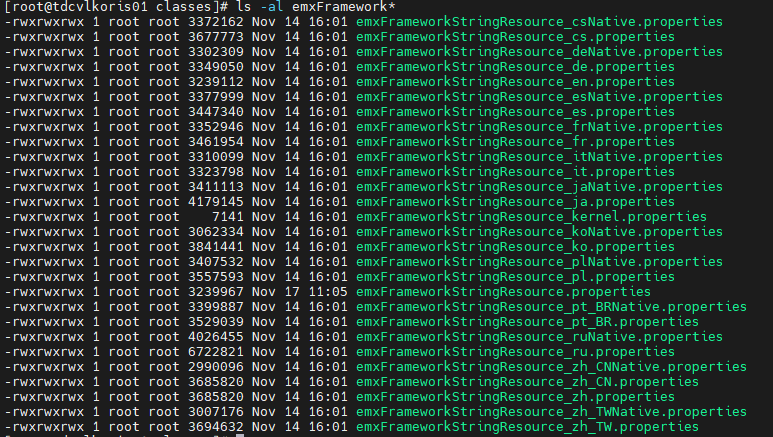 [root@tdcvlkoris01 classes]# ls -al emxFramework*
-rwxrwxrwx 1 root root 3372162 Nov 14 16:01 emxFrameworkStringResource_csNative.properties
-rwxrwxrwx 1 root root 3677773 Nov 14 16:01 emxFrameworkStringResource_cs.properties
-rwxrwxrwx 1 root root 3302309 Nov 14 16:01 emxFrameworkStringResource_deNative.properties
-rwxrwxrwx 1 root root 3349050 Nov 14 16:01 emxFrameworkStringResource_de.properties
-rwxrwxrwx 1 root root 3239112 Nov 14 16:01 emxFrameworkStringResource_en.properties
-rwxrwxrwx 1 root root 3377999 Nov 14 16:01 emxFrameworkStringResource_esNative.properties
-rwxrwxrwx 1 root root 3447340 Nov 14 16:01 emxFrameworkStringResource_es.properties
-rwxrwxrwx 1 root root 3352946 Nov 14 16:01 emxFrameworkStringResource_frNative.properties
-rwxrwxrwx 1 root root 3461954 Nov 14 16:01 emxFrameworkStringResource_fr.properties
-rwxrwxrwx 1 root root 3310099 Nov 14 16:01 emxFrameworkStringResource_itNative.properties
-rwxrwxrwx 1 root root 3323798 Nov 14 16:01 emxFrameworkStringResource_it.properties
-rwxrwxrwx 1 root root 3411113 Nov 14 16:01 emxFrameworkStringResource_jaNative.properties
-rwxrwxrwx 1 root root 4179145 Nov 14 16:01 emxFrameworkStringResource_ja.properties
-rwxrwxrwx 1 root root    7141 Nov 14 16:01 emxFrameworkStringResource_kernel.properties
-rwxrwxrwx 1 root root 3062334 Nov 14 16:01 emxFrameworkStringResource_koNative.properties
-rwxrwxrwx 1 root root 3841441 Nov 14 16:01 emxFrameworkStringResource_ko.properties
-rwxrwxrwx 1 root root 3407532 Nov 14 16:01 emxFrameworkStringResource_plNative.properties
-rwxrwxrwx 1 root root 3557593 Nov 14 16:01 emxFrameworkStringResource_pl.properties
-rwxrwxrwx 1 root root 3239967 Nov 17 11:05 emxFrameworkStringResource.properties
-rwxrwxrwx 1 root root 3399887 Nov 14 16:01 emxFrameworkStringResource_pt_BRNative.properties
-rwxrwxrwx 1 root root 3529039 Nov 14 16:01 emxFrameworkStringResource_pt_BR.properties
-rwxrwxrwx 1 root root 4026455 Nov 14 16:01 emxFrameworkStringResource_ruNative.properties
-rwxrwxrwx 1 root root 6722821 Nov 14 16:01 emxFrameworkStringResource_ru.properties
-rwxrwxrwx 1 root root 2990096 Nov 14 16:01 emxFrameworkStringResource_zh_CNNative.properties
-rwxrwxrwx 1 root root 3685820 Nov 14 16:01 emxFrameworkStringResource_zh_CN.properties
-rwxrwxrwx 1 root root 3685820 Nov 14 16:01 emxFrameworkStringResource_zh.properties
-rwxrwxrwx 1 root root 3007176 Nov 14 16:01 emxFrameworkStringResource_zh_TWNative.properties
-rwxrwxrwx 1 root root 3694632 Nov 14 16:01 emxFrameworkStringResource_zh_TW.properties